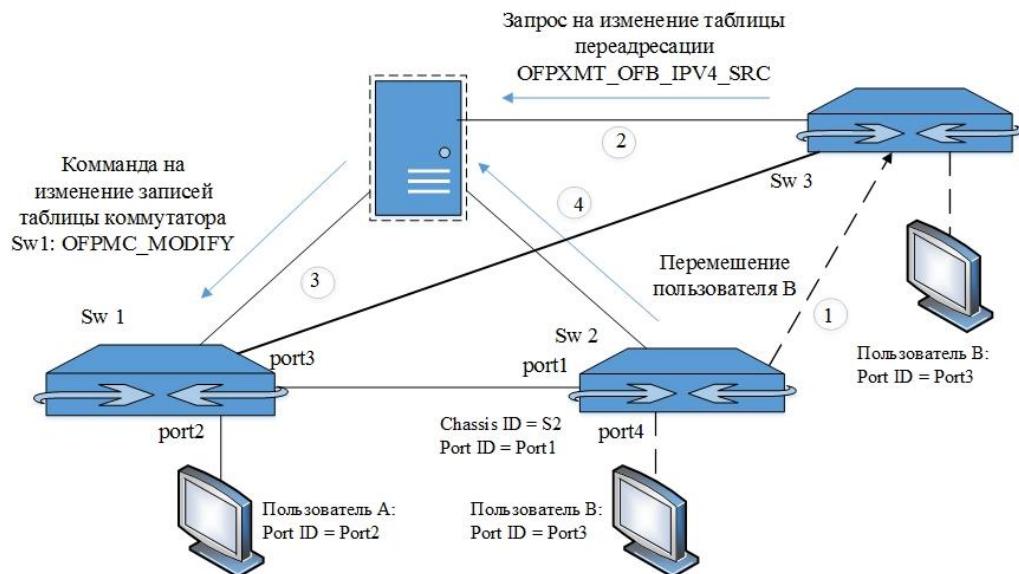 Запрос на изменение таблицы
переадресации
OFPXMT_OFB_IPV4_SRC
2
Sw 3
Комманда на
изменение записей
таблицы коммутатора
Sw1: OFPMC_MODIFY
4
3
Перемешение
пользователя B
1
Sw 1
Sw 2
port3
port1
Пользователь B:
Port ID = Port3
port2
Chassis ID = S2
Port ID = Port1
port4
Пользователь A:
Port ID = Port2
Пользователь B:
Port ID = Port3